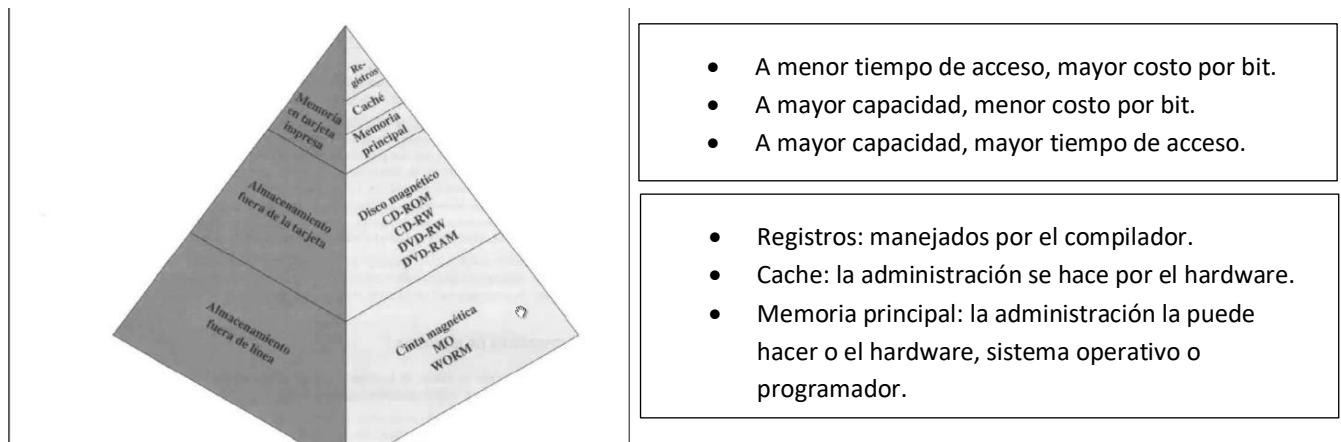 Re-
gistros
Caché
Memoria
principal
Memoria
en tarjeta
impresa
Disco magnético
CD-ROM
CD-RW
DVD-RW
DVD-RAM
Almacenamiento
fuera de la tarjeta
Cinta magnética
MO
WORM
Almacenamiento
fuera de línea
• A menor tiempo de acceso, mayor costo por bit.
• A mayor capacidad, menor costo por bit.
• A mayor capacidad, mayor tiempo de acceso.
• Registros: manejados por el compilador.
• Cache: la administración se hace por el hardware.
• Memoria principal: la administración la puede
hacer o el hardware, sistema operativo o
programador.